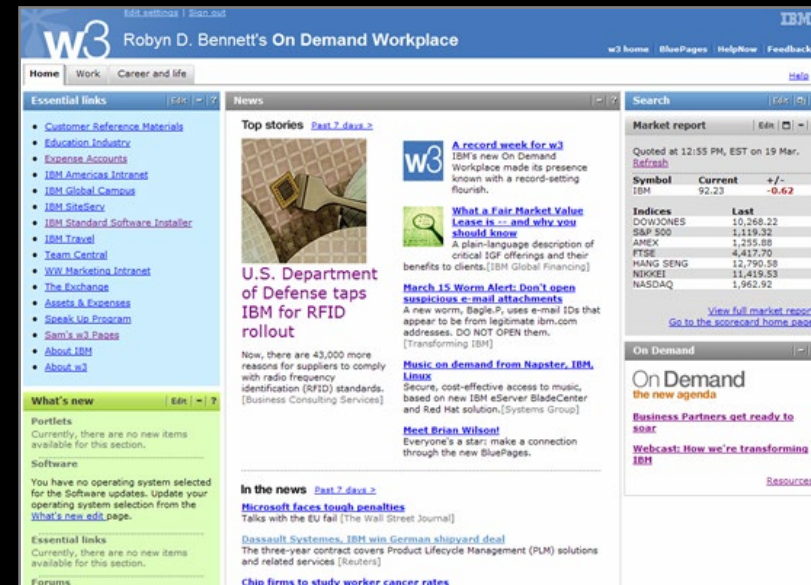 Edit settings | Sign out
IBM
w3 Robyn D. Bennett's On Demand Workplace
w3 home BluePages HelpNow Feedback
Home Work Career and life
Help
Essential links Edit - ?
Customer Reference Materials
Education Industry
Expense Accounts
IBM Americas Intranet
IBM Global Campus
IBM SiteServ
IBM Standard Software Installer
IBM Travel
Team Central
WW Marketing Intranet
The Exchange
Assets & Expenses
Speak Up Program
Sam's w3 Pages
About IBM
About w3
What's new Edit - ?
Portlets
Currently, there are no new items
available for this section.
Software
You have no operating system selected
for the Software updates. Update your
operating system selection from the
What's new edit page.
Essential links
Currently, there are no new items
available for this section.
Forums
News - ?
Top stories Past 7 days >
U.S. Department
of Defense taps
IBM for RFID
rollout
Now, there are 43,000 more
reasons for suppliers to comply
with radio frequency
identification (RFID) standards.
[Business Consulting Services]
w3
A record week for w3
IBM's new On Demand
Workplace made its presence
known with a record-setting
flourish.
What a Fair Market Value
Lease is -- and why you
should know
A plain-language description of
critical IGF offerings and their
benefits to clients.[IBM Global Financing]
March 15 Worm Alert: Don't open
suspicious e-mail attachments
A new worm, Bagle.P, uses e-mail IDs that
appear to be from legitimate ibm.com
addresses. DO NOT OPEN them.
[Transforming IBM]
Music on demand from Napster, IBM,
Linux
Secure, cost-effective access to music,
based on new IBM eServer BladeCenter
and Red Hat solution.[Systems Group]
Meet Brian Wilson!
Everyone's a star: make a connection
through the new BluePages.
In the news Past 7 days >
Microsoft faces tough penalties
Talks with the EU fail [The Wall Street Journal]
Dassault Systemes, IBM win German shipyard deal
The three-year contract covers Product Lifecycle Management (PLM) solutions
and related services [Reuters]
Chip firms to study worker cancer rates
Search Edit
Market report Edit -
Quoted at 12:55 PM, EST on 19 Mar.
Refresh
Symbol Current +/-
IBM 92.23 -0.62
Indices Last
DOWJONES 10,268.22
S&P 500 1,119.32
AMEX 1,255.88
FTSE 4,417.70
HANG SENG 12,790.58
NIKKEI 11,419.53
NASDAQ 1,962.92
View full market report
Go to the scorecard home page
On Demand -
On Demand
the new agenda
Business Partners get ready to
soar
Webcast: How we're transforming
IBM
Resources